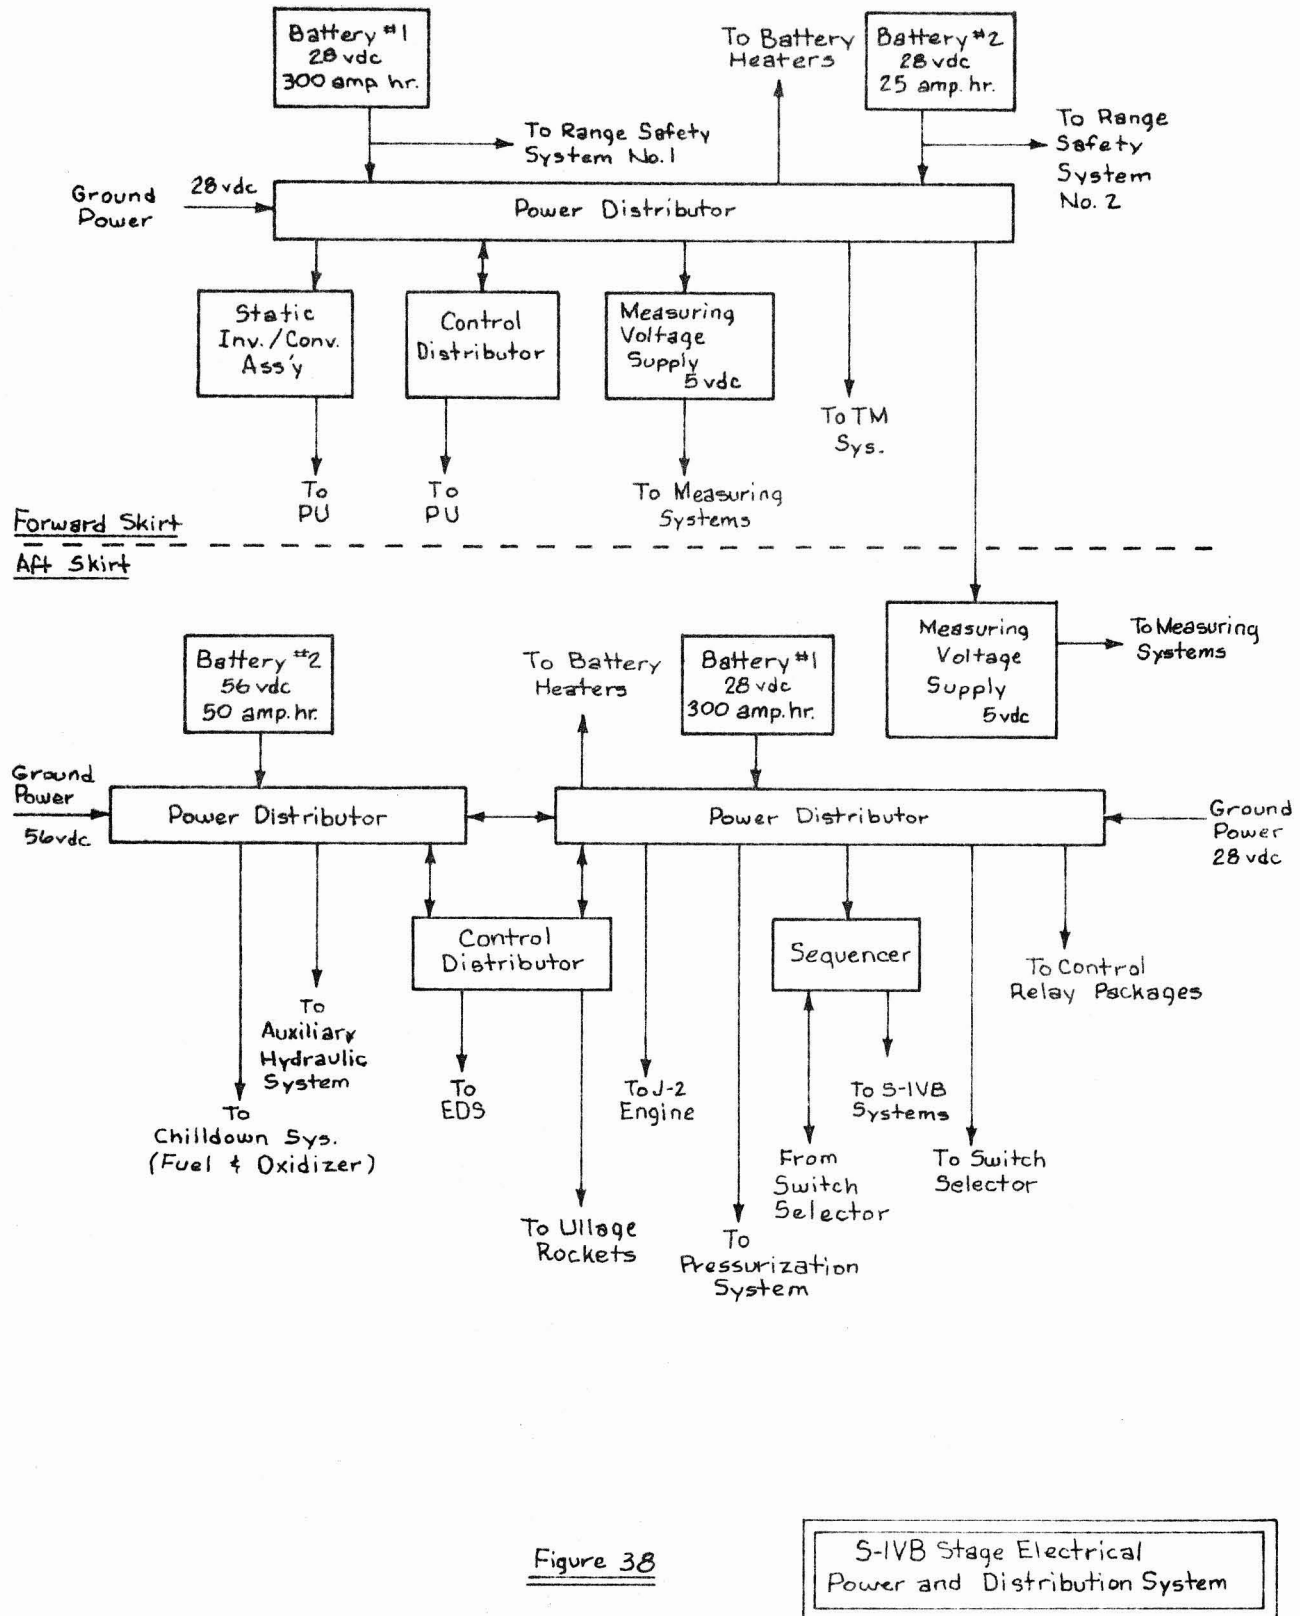 Battery #1
28 vdc
300 amp hr.
To Battery
Heaters
Battery #2
28 vdc
25 amp. hr.
To Range Safety
System No. 1
To Range
Safety
System
No. 2
Ground
Power
28 vdc
Power Distributor
Static
Inv./Conv.
Ass'y
Control
Distributor
Measuring
Voltage
Supply
5 vdc
To TM
Sys.
To
PU
To
PU
To Measuring
Systems
Forward Skirt
Aft Skirt
Measuring
Voltage
Supply
5 vdc
To Measuring
Systems
Battery #2
56 vdc
50 amp. hr.
To Battery
Heaters
Battery #1
28 vdc
300 amp. hr.
Ground
Power
56 vdc
Power Distributor
Power Distributor
Ground
Power
28 vdc
Control
Distributor
Sequencer
To Control
Relay Packages
To
Auxiliary
Hydraulic
System
To
Chilldown Sys.
(Fuel & Oxidizer)
To
EDS
To J-2
Engine
To S-IVB
Systems
From
Switch
Selector
To Switch
Selector
To Ullage
Rockets
To
Pressurization
System
Figure 38
S-IVB Stage Electrical
Power and Distribution System